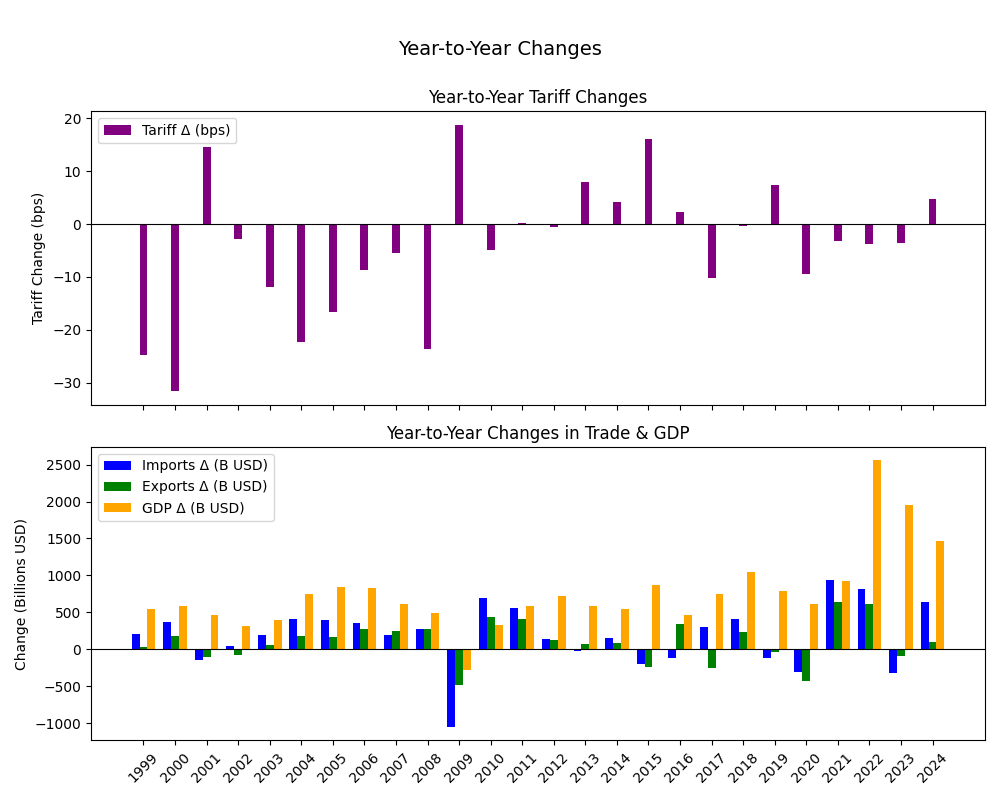 Year-to-Year Changes
Year-to-Year Tariff Changes
Tariff Δ (bps)
Tariff Change (bps)
20
10
0
−10
−20
−30
Year-to-Year Changes in Trade & GDP
Imports Δ (B USD)
Exports Δ (B USD)
GDP Δ (B USD)
Change (Billions USD)
2500
2000
1500
1000
500
0
−500
−1000
1999 2000 2001 2002 2003 2004 2005 2006 2007 2008 2009 2010 2011 2012 2013 2014 2015 2016 2017 2018 2019 2020 2021 2022 2023 2024